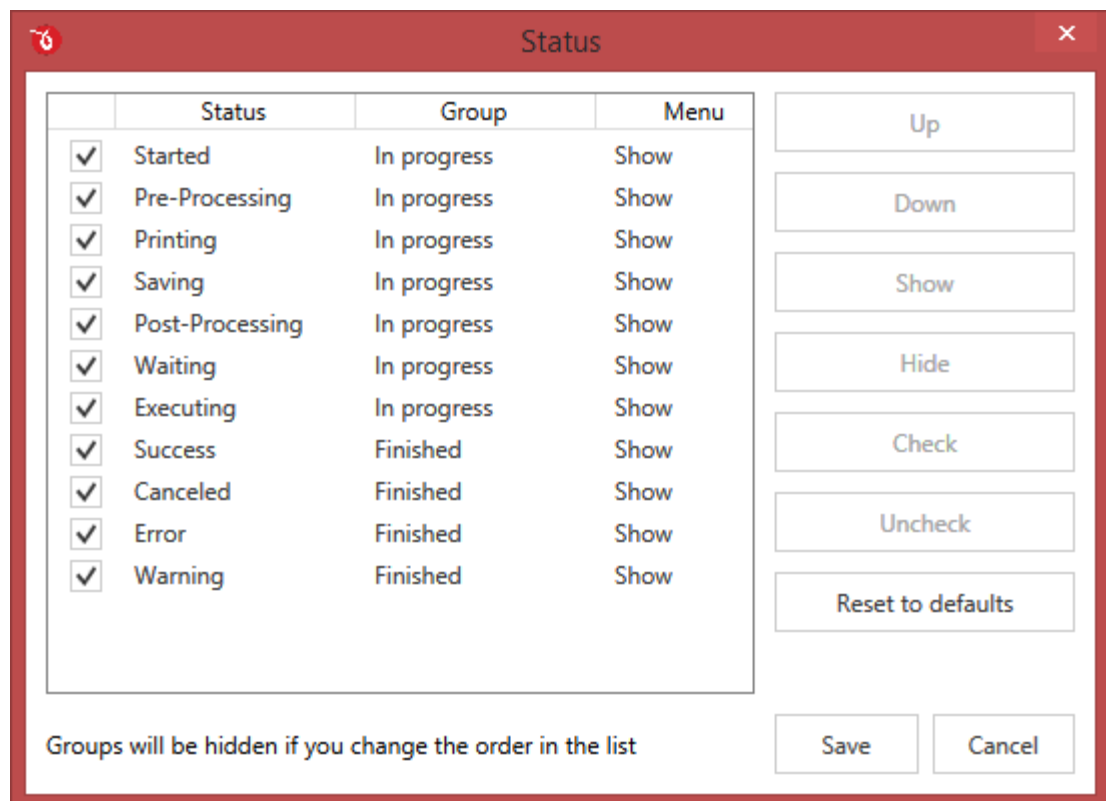 Status
Status Group Menu
Started In progress Show
Pre-Processing In progress Show
Printing In progress Show
Saving In progress Show
Post-Processing In progress Show
Waiting In progress Show
Executing In progress Show
Success Finished Show
Canceled Finished Show
Error Finished Show
Warning Finished Show
Up
Down
Show
Hide
Check
Uncheck
Reset to defaults
Groups will be hidden if you change the order in the list
Save Cancel